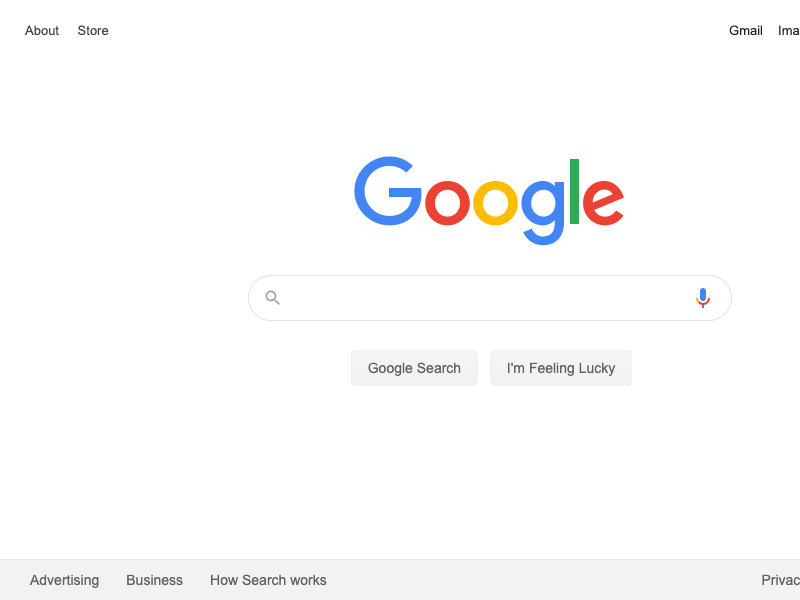 About Store Gmail Ima
Google
Google Search I'm Feeling Lucky
Advertising Business How Search works Privac